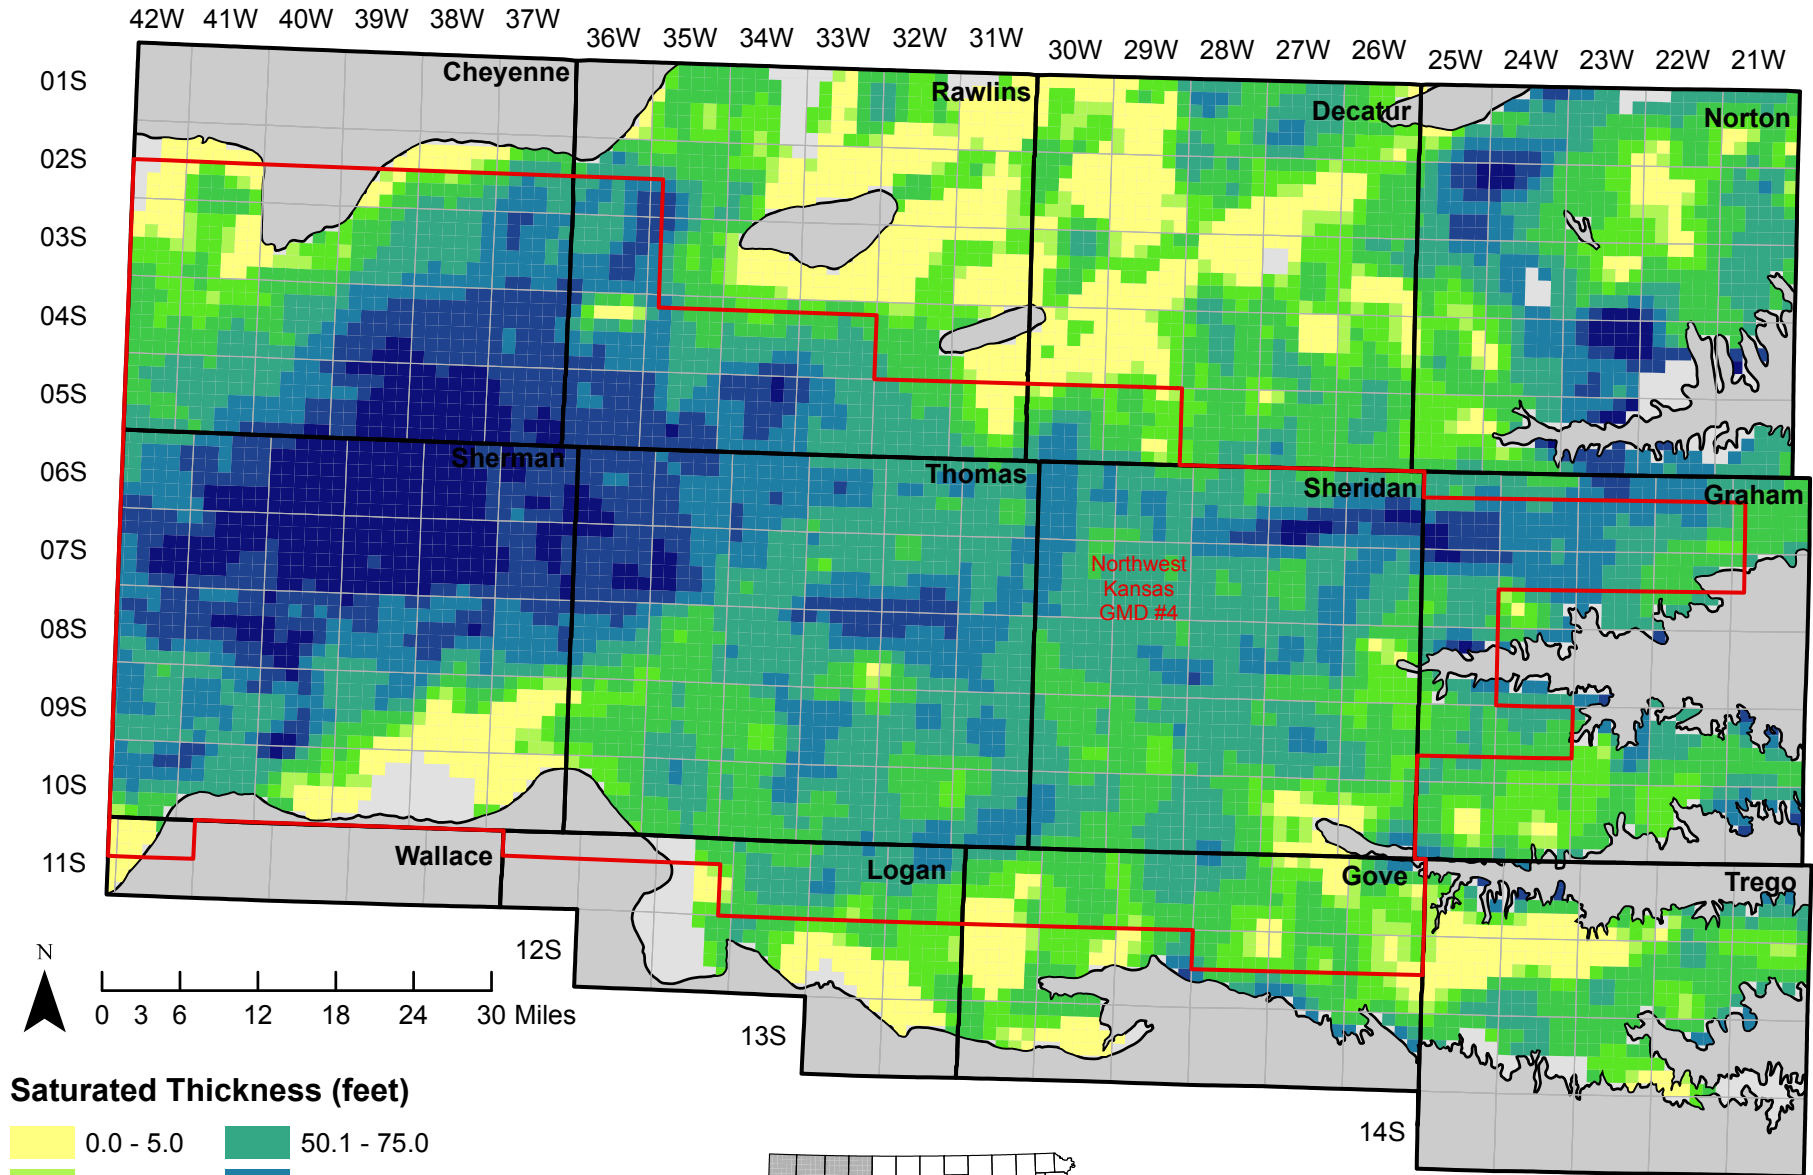 42W 41W 40W 39W 38W 37W
36W 35W 34W 33W 32W 31W
30W 29W 28W 27W 26W
25W 24W 23W 22W 21W
01S
02S
03S
04S
05S
06S
07S
08S
09S
10S
11S
12S
13S
14S
Cheyenne
Rawlins
Decatur
Norton
Sherman
Thomas
Sheridan
Graham
Northwest
Kansas
GMD #4
Wallace
Logan
Gove
Trego
N
0 3 6 12 18 24 30 Miles
Saturated Thickness (feet)
0.0 - 5.0
50.1 - 75.0